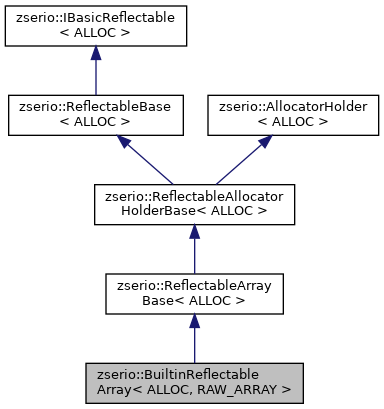 zserio::IBasicReflectable
< ALLOC >
zserio::ReflectableBase
< ALLOC >
zserio::AllocatorHolder
< ALLOC >
zserio::ReflectableAllocator
HolderBase< ALLOC >
zserio::ReflectableArray
Base< ALLOC >
zserio::BuiltinReflectable
Array< ALLOC, RAW_ARRAY >